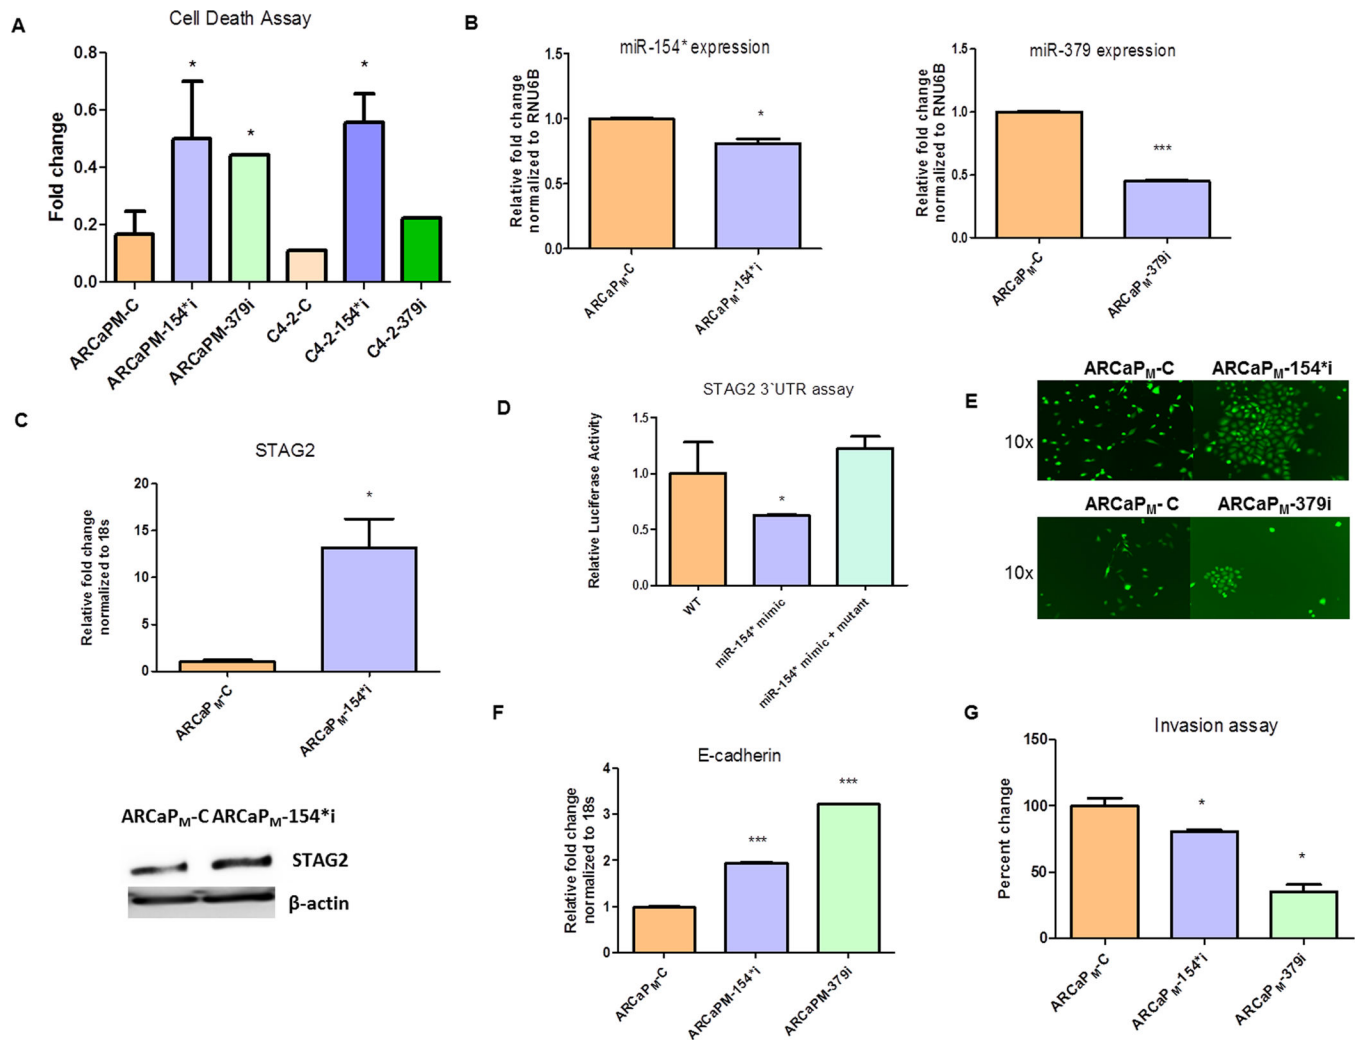 A
Cell Death Assay
Fold change
0.8
0.6
0.4
0.2
0.0
*
*
*
ARCaPM-C
ARCaPM-154*i
ARCaPM-379i
C4-2-C
C4-2-154*i
C4-2-379i
B
miR-154* expression
Relative fold change
normalized to RNU6B
1.5
1.0
0.5
0.0
*
ARCaPM-C
ARCaPM-154*i
miR-379 expression
Relative fold change
normalized to RNU6B
1.5
1.0
0.5
0.0
***
ARCaPM-C
ARCaPM-379i
C
STAG2
Relative fold change
normalized to 18s
20
15
10
5
0
*
ARCaPM-C
ARCaPM-154*i
ARCaPM-C ARCaPM-154*i
STAG2
β-actin
D
STAG2 3`UTR assay
Relative Luciferase Activity
1.5
1.0
0.5
0.0
*
WT
miR-154* mimic
miR-154* mimic + mutant
E
ARCaPM-C ARCaPM-154*i
10x
ARCaPM- C ARCaPM-379i
10x
F
E-cadherin
Relative fold change
normalized to 18s
4
3
2
1
0
***
***
ARCaPM-C
ARCaPM-154*i
ARCaPM-379i
G
Invasion assay
Percent change
150
100
50
0
*
*
ARCaPM-C
ARCaPM-154*i
ARCaPM-379i